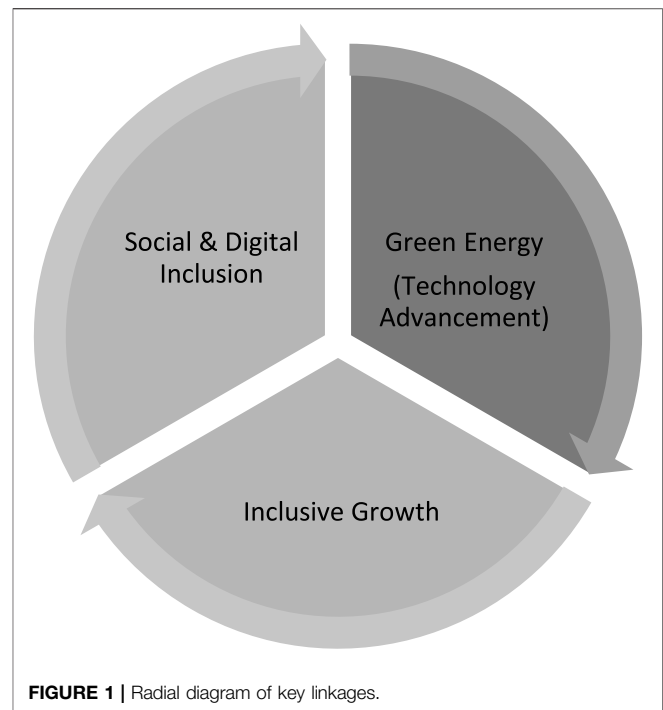 Social & Digital
Inclusion
Green Energy
(Technology
Advancement)
Inclusive Growth
FIGURE 1 | Radial diagram of key linkages.